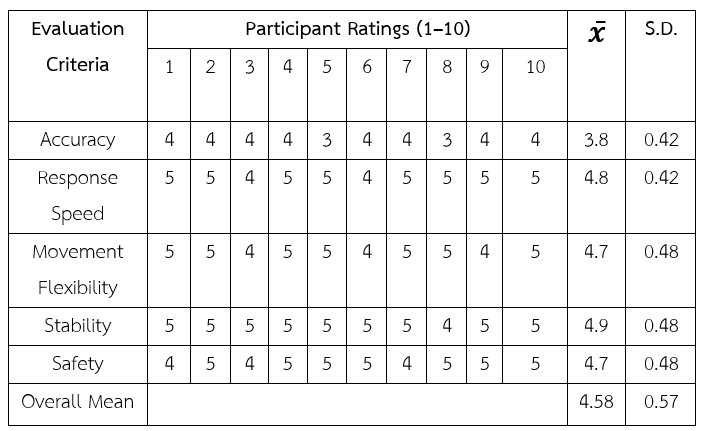 Evaluation Criteria Participant Ratings (1–10) x̄ S.D.
1 2 3 4 5 6 7 8 9 10
Accuracy 4 4 4 4 3 4 4 3 4 4 3.8 0.42
Response Speed 5 5 4 5 5 4 5 5 5 5 4.8 0.42
Movement Flexibility 5 5 4 5 5 4 5 5 4 5 4.7 0.48
Stability 5 5 5 5 5 5 5 4 5 5 4.9 0.48
Safety 4 5 4 5 5 5 4 5 5 5 4.7 0.48
Overall Mean 4.58 0.57